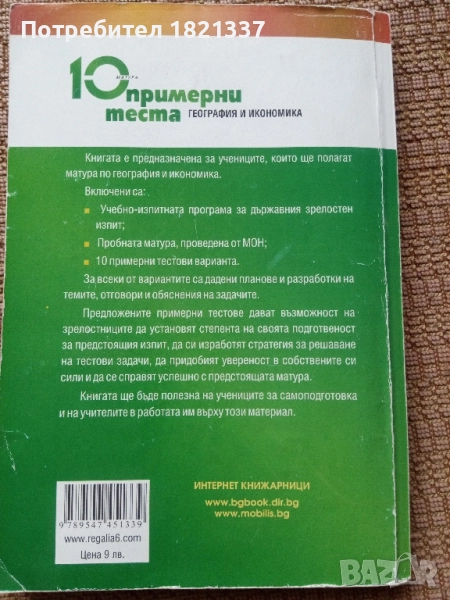 Потребител 1821337
10
МАТУРА
примерни
теста ГЕОГРАФИЯ И ИКОНОМИКА
Книгата е предназначена за учениците, които ще полагат
матура по география и икономика.
Включени са:
Учебно-изпитната програма за държавния зрелостен
изпит;
Пробната матура, проведена от МОН;
10 примерни тестови варианта.
За всеки от вариантите са дадени планове и разработки на
темите, отговори и обяснения на задачите.
Предложените примерни тестове дават възможност на
зрелостниците да установят степента на своята подготвеност
за предстоящия изпит, да си изработят стратегия за решаване
на тестови задачи, да придобият увереност в собствените си
сили и да се справят успешно с предстоящата матура.
Книгата ще бъде полезна на учениците за самоподготовка
и на учителите в работата им върху този материал.
ИНТЕРНЕТ КНИЖАРНИЦИ
www.bgbook.dir.bg
www.mobilis.bg
9789547451339
www.regalia6.com
Цена 9 лв.
BAZAR